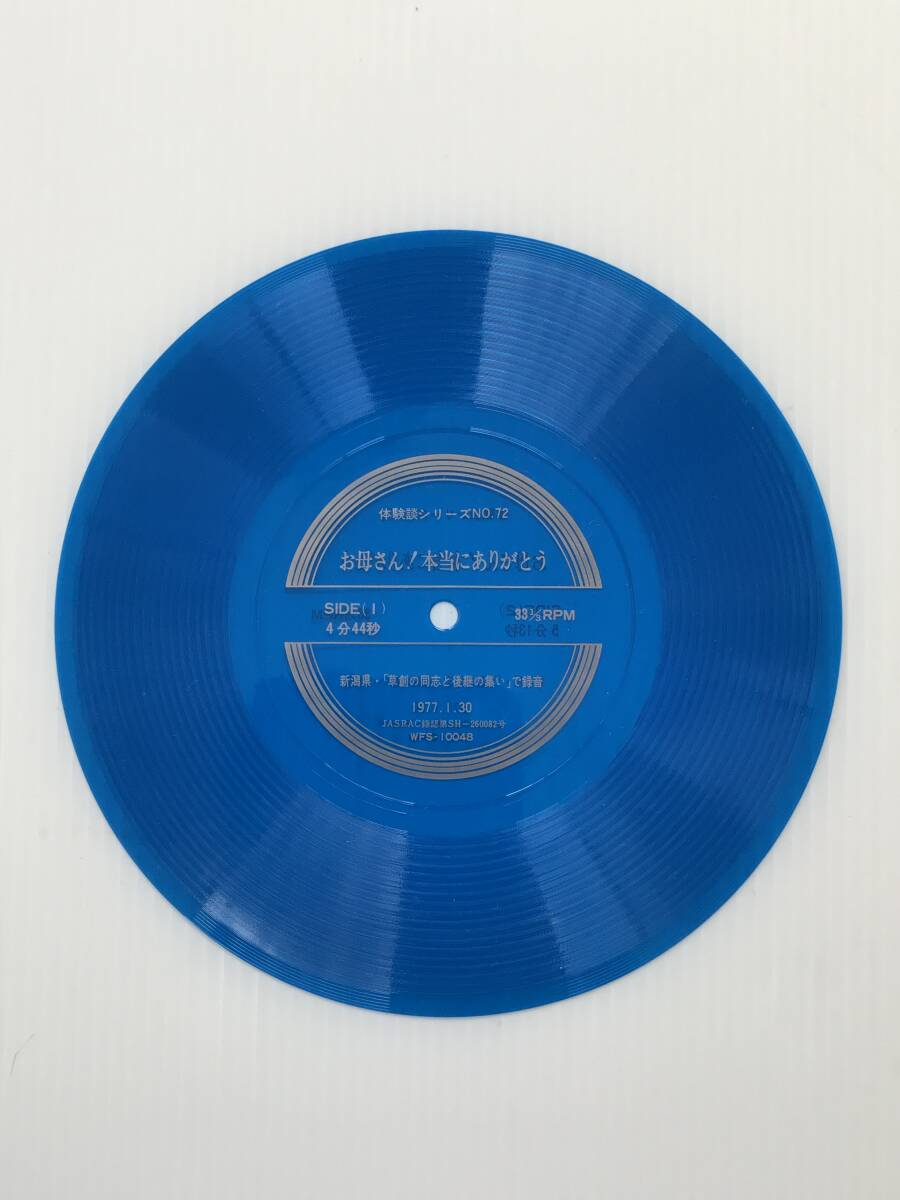 体験談シリーズNO.72
お母さん!本当にありがとう
SIDE(1) 33⅓RPM
4分44秒
新潟県・「草創の同志と後継の集い」で録音
1977.1.30
JASRAC録認第SH-260082号
WFS-10048